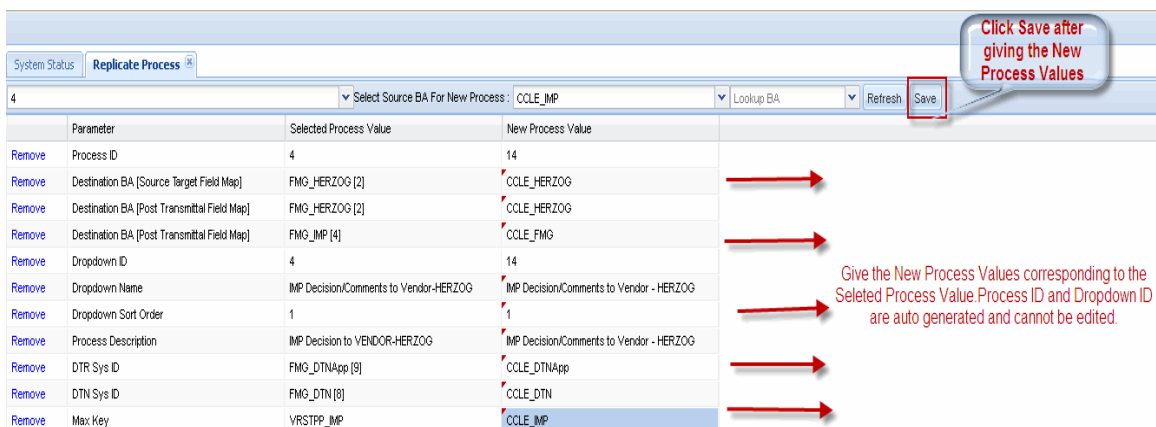 Click Save after
giving the New
Process Values
System Status Replicate Process
4 Select Source BA For New Process : CCLE_IMP Lookup BA Refresh Save
Parameter Selected Process Value New Process Value
Remove Process ID 4 14
Remove Destination BA [Source Target Field Map] FMG_HERZOG [2] CCLE_HERZOG
Remove Destination BA [Post Transmittal Field Map] FMG_HERZOG [2] CCLE_HERZOG
Remove Destination BA [Post Transmittal Field Map] FMG_IMP [4] CCLE_FMG
Remove Dropdown ID 4 14
Remove Dropdown Name IMP Decision/Comments to Vendor-HERZOG IMP Decision/Comments to Vendor - HERZOG
Remove Dropdown Sort Order 1 1
Remove Process Description IMP Decision to VENDOR-HERZOG IMP Decision/Comments to Vendor - HERZOG
Remove DTR Sys ID FMG_DTNApp [9] CCLE_DTNApp
Remove DTN Sys ID FMG_DTN [8] CCLE_DTN
Remove Max Key VRSTPP_IMP CCLE_IMP
Give the New Process Values corresponding to the
Seleted Process Value.Process ID and Dropdown ID
are auto generated and cannot be edited.